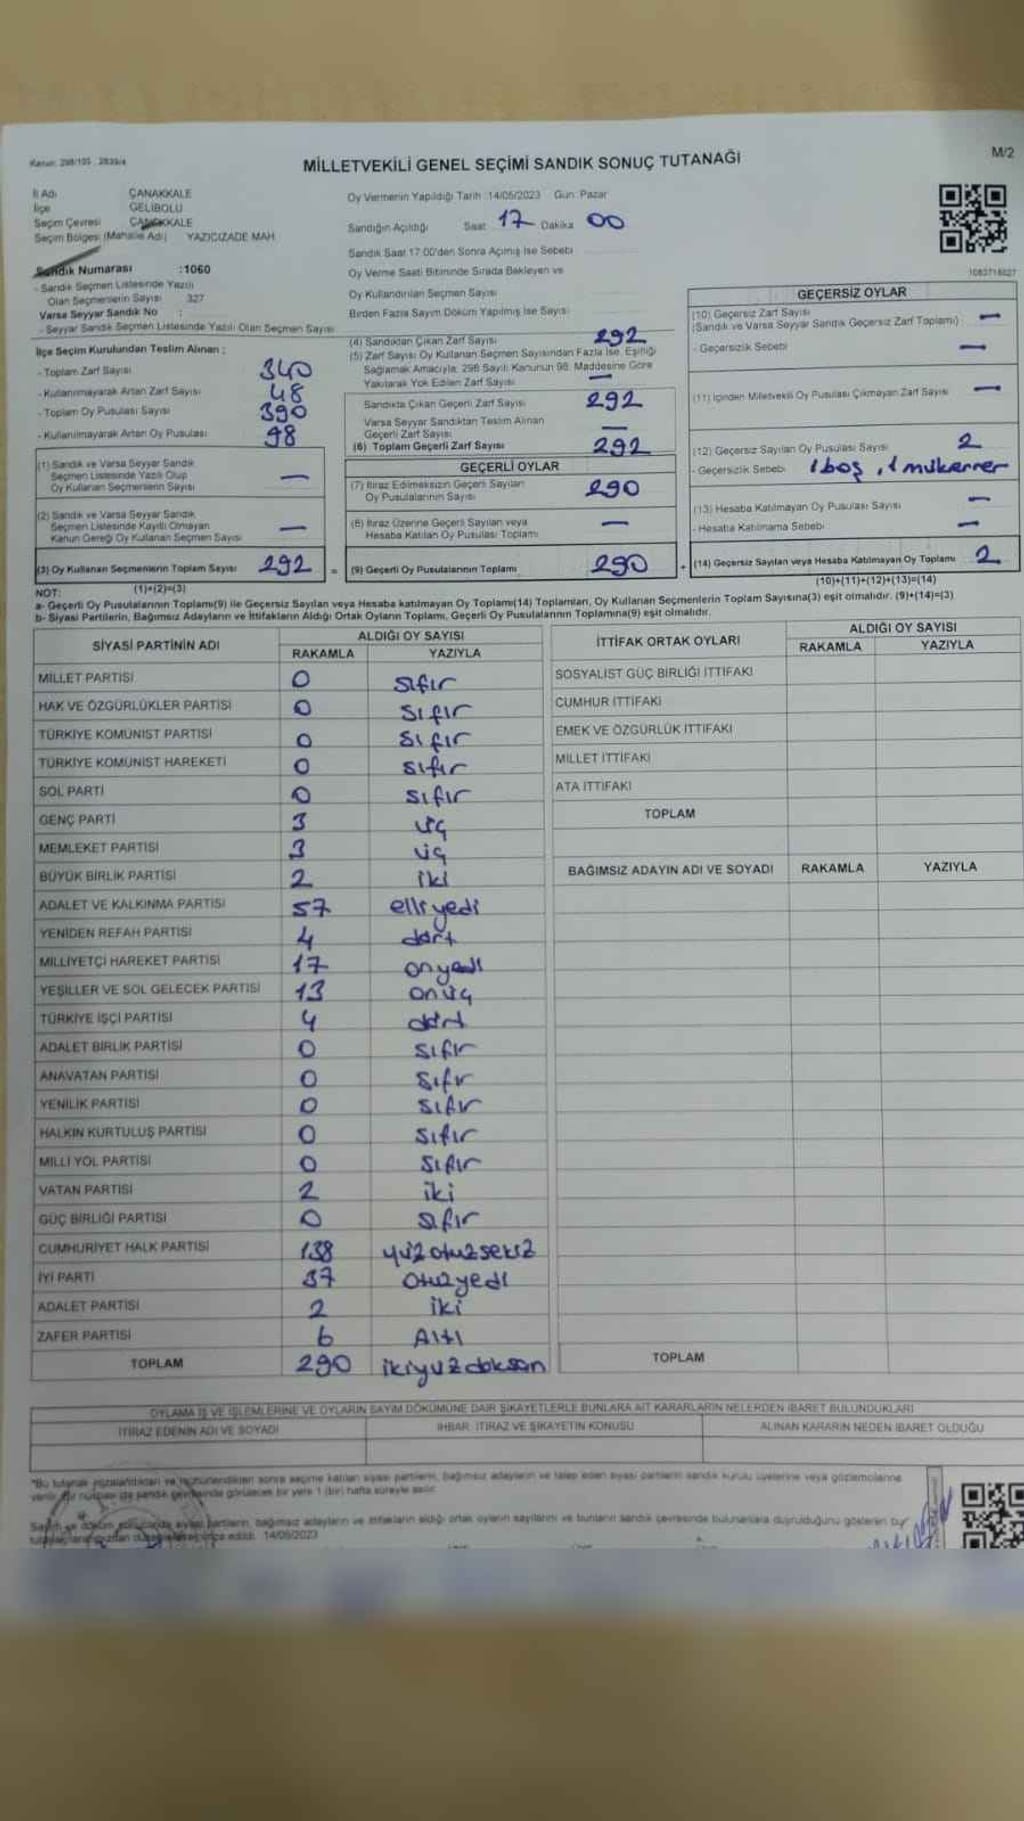 Kanun: 298/105 , 2839/4
MİLLETVEKİLİ GENEL SEÇİMİ SANDIK SONUÇ TUTANAĞI
M/2
İl Adı ÇANAKKALE
İlçe GELİBOLU
Seçim Çevresi ÇANAKKALE
Seçim Bölgesi (Mahalle Adı) YAZICIZADE MAH.
Sandık Numarası :1060
- Sandık Seçmen Listesinde Yazılı
Olan Seçmenlerin Sayısı 327
Varsa Seyyar Sandık No :
- Seyyar Sandık Seçmen Listesinde Yazılı Olan Seçmen Sayısı
Oy Vermenin Yapıldığı Tarih :14/05/2023 Gün: Pazar
Sandığın Açıldığı Saat 17 Dakika 00
Sandık Saat 17:00'den Sonra Açımış İse Sebebi
Oy Verme Saati Bitiminde Sırada Bekleyen ve
Oy Kullandırılan Seçmen Sayısı
Birden Fazla Sayım Döküm Yapılmış İse Sayısı
1083716027
İlçe Seçim Kurulundan Teslim Alınan ;
- Toplam Zarf Sayısı 340
- Kullanılmayarak Artan Zarf Sayısı 48
- Toplam Oy Pusulası Sayısı 390
- Kullanılmayarak Artan Oy Pusulası 98
(1) Sandık ve Varsa Seyyar Sandık
Seçmen Listesinde Yazılı Olup
Oy Kullanan Seçmenlerin Sayısı —
(2) Sandık ve Varsa Seyyar Sandık
Seçmen Listesinde Kayıtlı Olmayan
Kanun Gereği Oy Kullanan Seçmen Sayısı —
(3) Oy Kullanan Seçmenlerin Toplam Sayısı 292 =
(1)+(2)=(3)
(4) Sandıktan Çıkan Zarf Sayısı 292
(5) Zarf Sayısı Oy Kullanan Seçmen Sayısından Fazla İse, Eşitliği
Sağlamak Amacıyla; 298 Sayılı Kanunun 98. Maddesine Göre
Yakılarak Yok Edilen Zarf Sayısı —
Sandıkta Çıkan Geçerli Zarf Sayısı 292
Varsa Seyyar Sandıktan Teslim Alınan
Geçerli Zarf Sayısı —
(6) Toplam Geçerli Zarf Sayısı 292
GEÇERLİ OYLAR
(7) İtiraz Edilmeksizin Geçerli Sayılan
Oy Pusulalarının Sayısı 290
(8) İtiraz Üzerine Geçerli Sayılan veya
Hesaba Katılan Oy Pusulası Toplamı —
(9) Geçerli Oy Pusulalarının Toplamı 290 +
GEÇERSİZ OYLAR
(10) Geçersiz Zarf Sayısı
(Sandık ve Varsa Seyyar Sandık Geçersiz Zarf Toplamı) —
- Geçersizlik Sebebi —
(11) İçinden Milletvekili Oy Pusulası Çıkmayan Zarf Sayısı —
(12) Geçersiz Sayılan Oy Pusulası Sayısı 2
- Geçersizlik Sebebi 1 boş , 1 mükerrer
(13) Hesaba Katılmayan Oy Pusulası Sayısı —
- Hesaba Katılmama Sebebi —
(14) Geçersiz Sayılan veya Hesaba Katılmayan Oy Toplamı 2
(10)+(11)+(12)+(13)=(14)
NOT:
a- Geçerli Oy Pusulalarının Toplamı(9) ile Geçersiz Sayılan veya Hesaba katılmayan Oy Toplamı(14) Toplamları, Oy Kullanan Seçmenlerin Toplam Sayısına(3) eşit olmalıdır. (9)+(14)=(3)
b- Siyasi Partilerin, Bağımsız Adayların ve İttifakların Aldığı Ortak Oyların Toplamı, Geçerli Oy Pusulalarının Toplamına(9) eşit olmalıdır.
SİYASİ PARTİNİN ADI ALDIĞI OY SAYISI
RAKAMLA YAZIYLA
MİLLET PARTİSİ 0 sıfır
HAK VE ÖZGÜRLÜKLER PARTİSİ 0 sıfır
TÜRKİYE KOMÜNİST PARTİSİ 0 sıfır
TÜRKİYE KOMÜNİST HAREKETİ 0 sıfır
SOL PARTİ 0 sıfır
GENÇ PARTİ 3 üç
MEMLEKET PARTİSİ 3 üç
BÜYÜK BİRLİK PARTİSİ 2 iki
ADALET VE KALKINMA PARTİSİ 57 elliyedi
YENİDEN REFAH PARTİSİ 4 dört
MİLLİYETÇİ HAREKET PARTİSİ 17 onyedi
YEŞİLLER VE SOL GELECEK PARTİSİ 13 onüç
TÜRKİYE İŞÇİ PARTİSİ 4 dört
ADALET BİRLİK PARTİSİ 0 sıfır
ANAVATAN PARTİSİ 0 sıfır
YENİLİK PARTİSİ 0 sıfır
HALKIN KURTULUŞ PARTİSİ 0 sıfır
MİLLİ YOL PARTİSİ 0 sıfır
VATAN PARTİSİ 2 iki
GÜÇ BİRLİĞİ PARTİSİ 0 sıfır
CUMHURİYET HALK PARTİSİ 138 yüzotuzsekiz
İYİ PARTİ 37 otuzyedi
ADALET PARTİSİ 2 iki
ZAFER PARTİSİ 6 Altı
TOPLAM 290 ikiyüzdoksan
İTTİFAK ORTAK OYLARI ALDIĞI OY SAYISI
RAKAMLA YAZIYLA
SOSYALİST GÜÇ BİRLİĞİ İTTİFAKI
CUMHUR İTTİFAKI
EMEK VE ÖZGÜRLÜK İTTİFAKI
MİLLET İTTİFAKI
ATA İTTİFAKI
TOPLAM
BAĞIMSIZ ADAYIN ADI VE SOYADI RAKAMLA YAZIYLA
TOPLAM
OYLAMA İŞ VE İŞLEMLERİNE VE OYLARIN SAYIM DÖKÜMÜNE DAİR ŞİKAYETLERLE BUNLARA AİT KARARLARIN NELERDEN İBARET BULUNDUKLARI
İTİRAZ EDENİN ADI VE SOYADI İHBAR, İTİRAZ VE ŞİKAYETİN KONUSU ALINAN KARARIN NEDEN İBARET OLDUĞU
sonra seçime katılan siyasi partilerin, bağımsız adayların ve talep eden siyasi partilerin sandık kurulu üyelerine veya gözlemcilerine
sandık çevresinde görülecek bir yere 1 (bir) hafta süreyle asılır.
bağımsız adayların ve ittifakların aldığı ortak oyların sayılarını ve bunların sandık çevresinde bulunanlara duyrulduğunu gösteren bu
14/05/2023